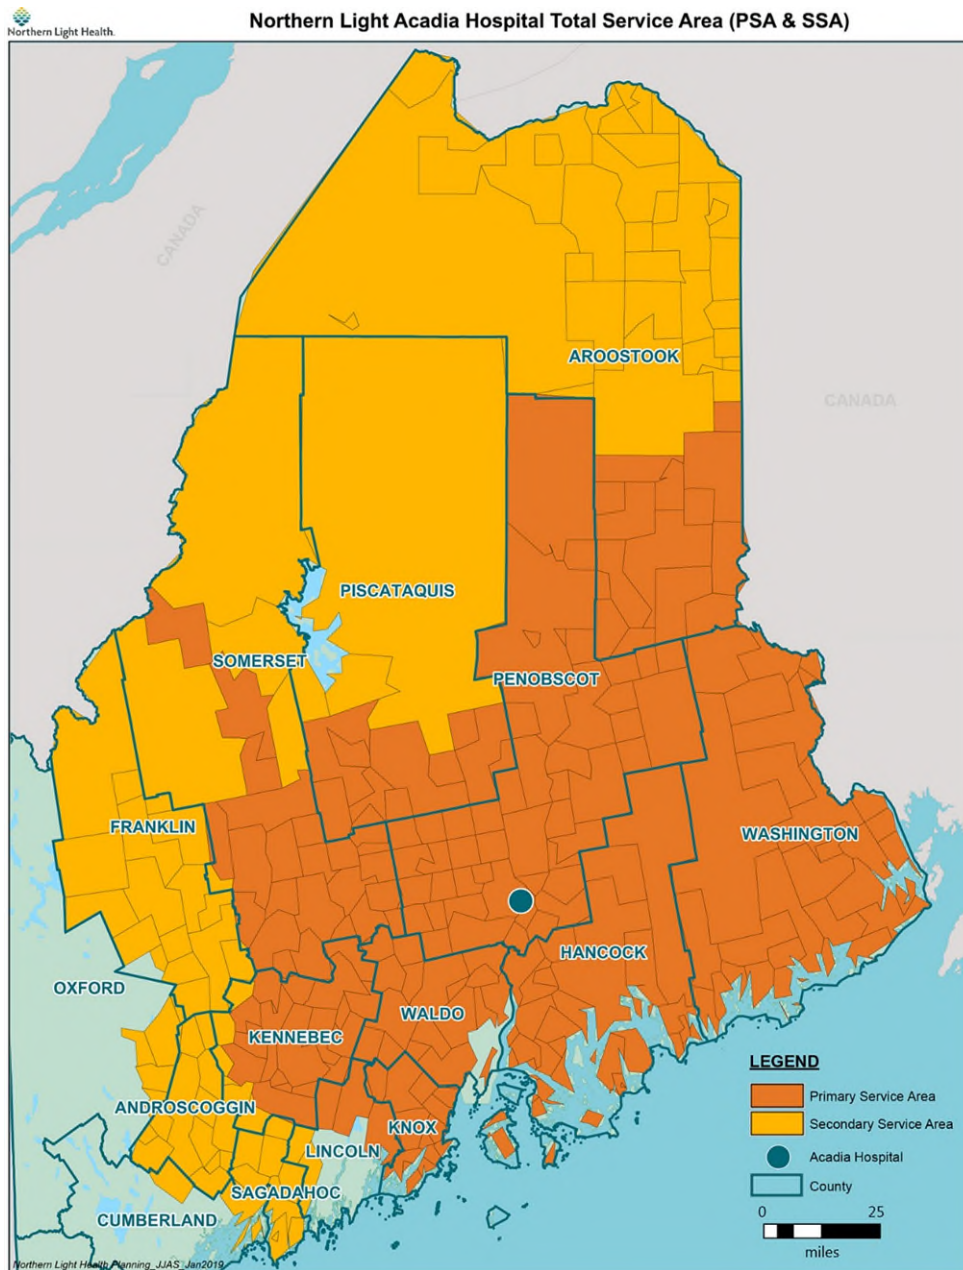 Northern Light Health.
Northern Light Acadia Hospital Total Service Area (PSA & SSA)
CANADA
AROOSTOOK
CANADA
PISCATAQUIS
SOMERSET
PENOBSCOT
FRANKLIN
WASHINGTON
HANCOCK
OXFORD
WALDO
KENNEBEC
ANDROSCOGGIN
KNOX
LINCOLN
SAGADAHOC
CUMBERLAND
LEGEND
Primary Service Area
Secondary Service Area
Acadia Hospital
County
0 25
miles
Northern Light Health Planning_JJAS_Jan2019